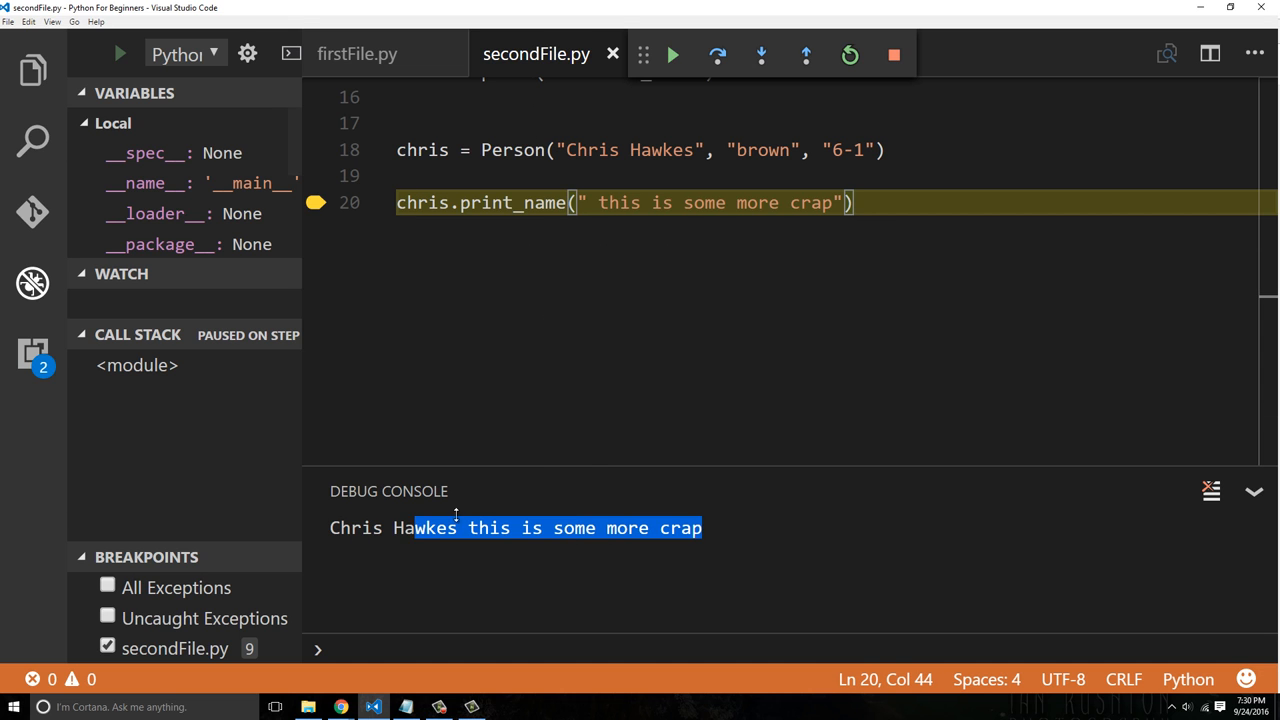 secondFile.py - Python For Beginners - Visual Studio Code
File Edit View Go Help
Python
firstFile.py
secondFile.py
VARIABLES
Local
__spec__: None
__name__: '__main__'
__loader__: None
__package__: None
WATCH
CALL STACK PAUSED ON STEP
<module>
BREAKPOINTS
All Exceptions
Uncaught Exceptions
secondFile.py 9
2
16
17
18 chris = Person("Chris Hawkes", "brown", "6-1")
19
20 chris.print_name(" this is some more crap")
DEBUG CONSOLE
Chris Hawkes this is some more crap
0 0
Ln 20, Col 44 Spaces: 4 UTF-8 CRLF Python
I'm Cortana. Ask me anything.
7:30 PM
9/24/2016